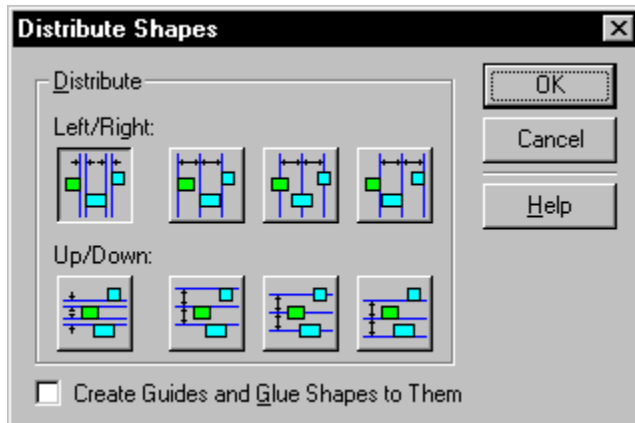 Distribute Shapes
Distribute
OK
Left/Right:
Cancel
Help
Up/Down:
Create Guides and Glue Shapes to Them